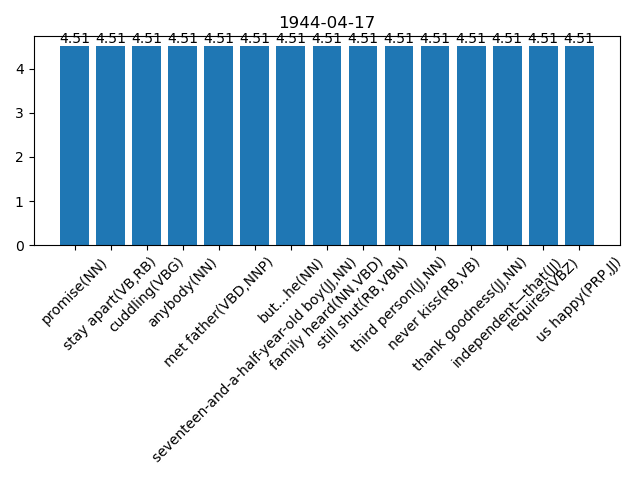 1944-04-17
4.51 4.51 4.51 4.51 4.51 4.51 4.51 4.51 4.51 4.51 4.51 4.51 4.51 4.51 4.51
4
3
2
1
0
promise(NN)
stay apart(VB,RB)
cuddling(VBG)
anybody(NN)
met father(VBD,NNP)
but...he(NN)
seventeen-and-a-half-year-old boy(JJ,NN)
family heard(NN,VBD)
still shut(RB,VBN)
third person(JJ,NN)
never kiss(RB,VB)
thank goodness(JJ,NN)
independent—that(JJ)
requires(VBZ)
us happy(PRP,JJ)